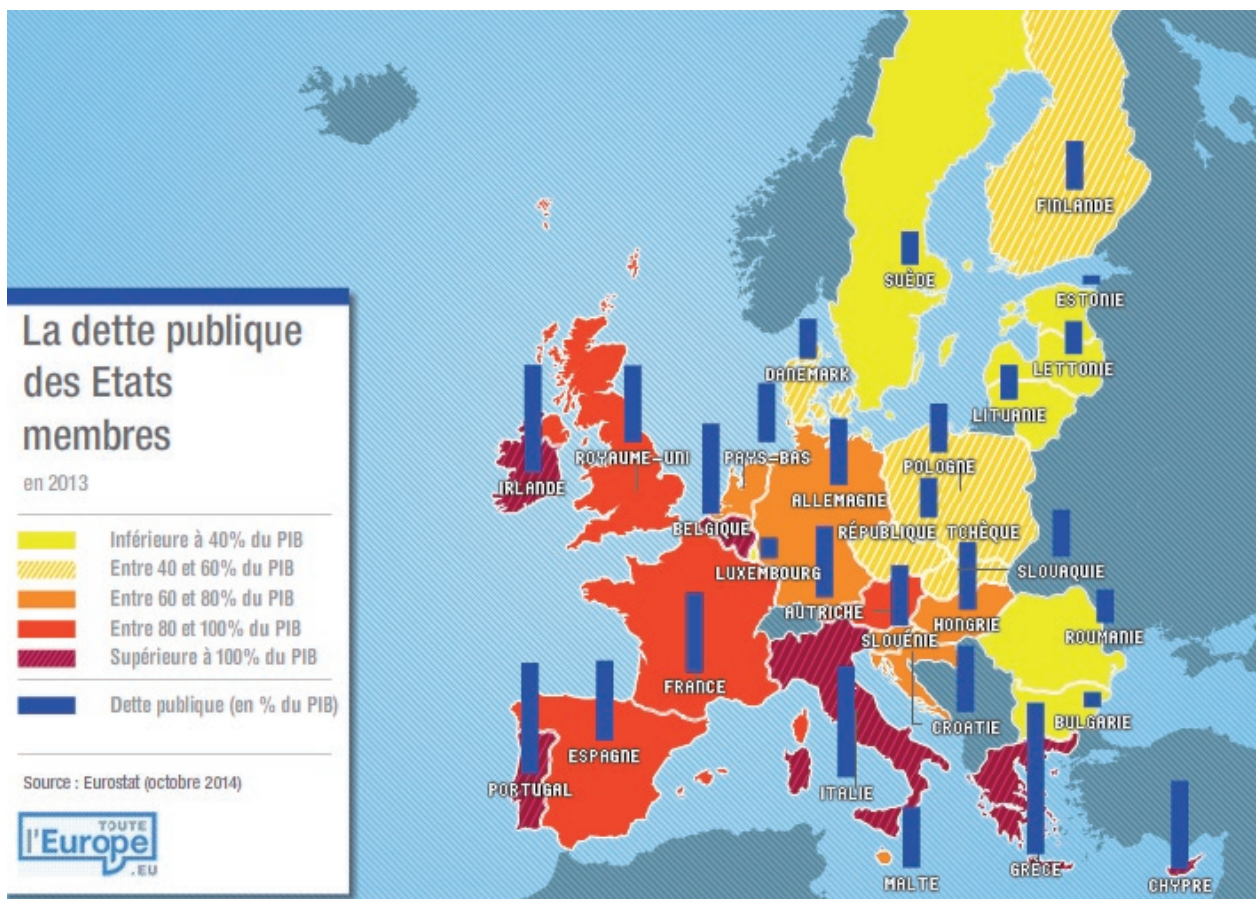 La dette publique
des Etats
membres
en 2013
Inférieure à 40% du PIB
Entre 40 et 60% du PIB
Entre 60 et 80% du PIB
Entre 80 et 100% du PIB
Supérieure à 100% du PIB
Dette publique (en % du PIB)
Source : Eurostat (octobre 2014)
TOUTE
l'Europe
.EU
FINLANDE
SUÈDE
ESTONIE
LETTONIE
DANEMARK
LITUANIE
ROYAUME-UNI
PAYS-BAS
POLOGNE
IRLANDE
ALLEMAGNE
BELGIQUE
RÉPUBLIQUE TCHÈQUE
LUXEMBOURG
SLOVAQUIE
AUTRICHE
HONGRIE
SLOVÉNIE
ROUMANIE
FRANCE
CROATIE
BULGARIE
ESPAGNE
PORTUGAL
ITALIE
GRÈCE
MALTE
CHYPRE